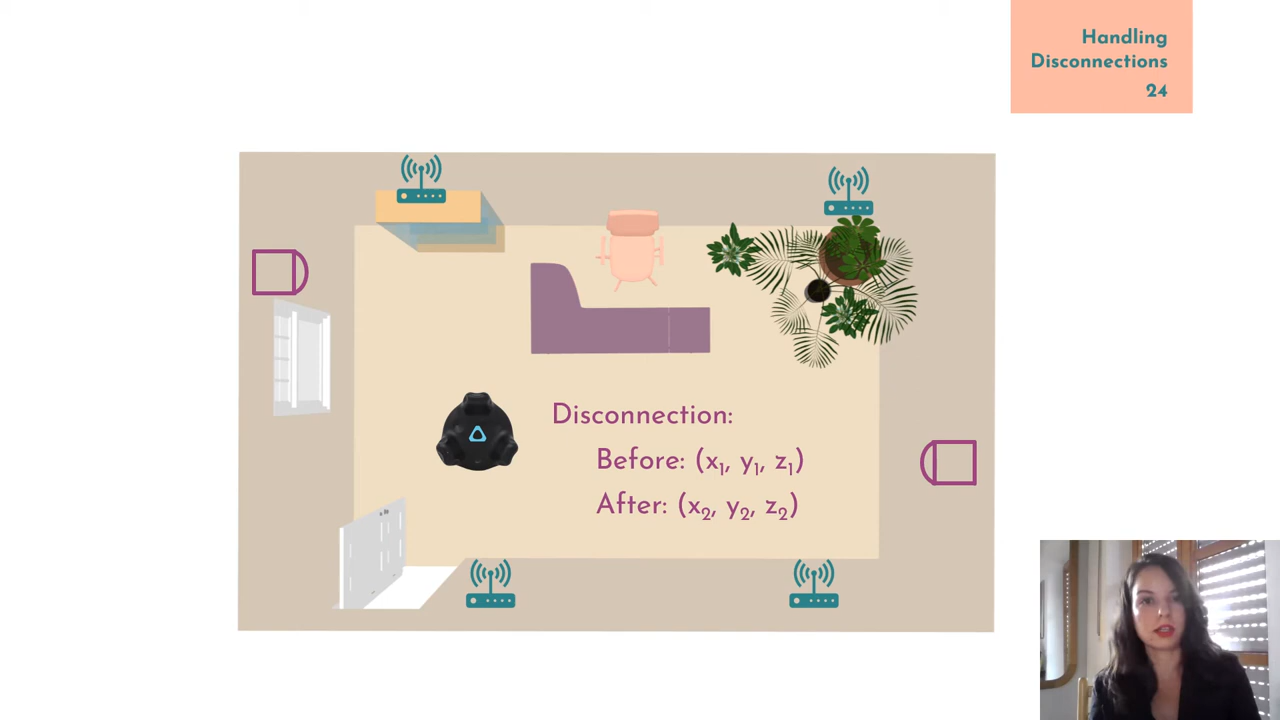 Handling
Disconnections
24
Disconnection:
Before: (x₁, y₁, z₁)
After: (x₂, y₂, z₂)